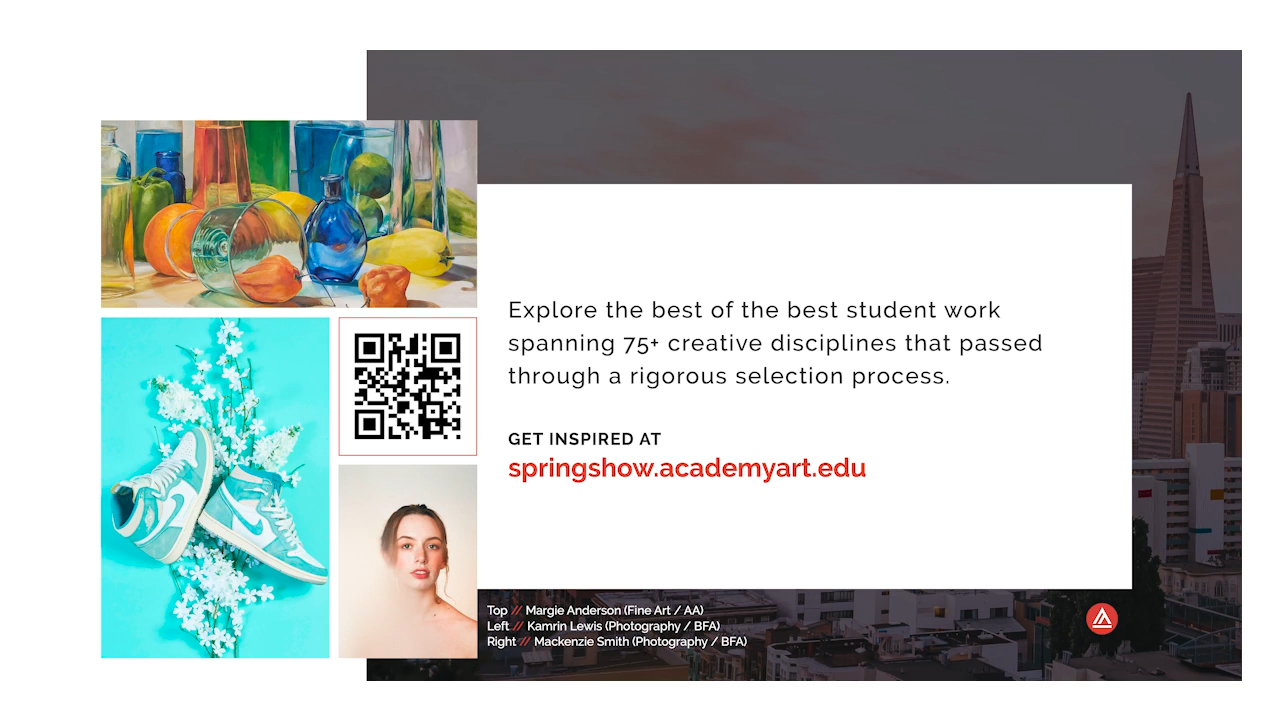 Explore the best of the best student work
spanning 75+ creative disciplines that passed
through a rigorous selection process.
GET INSPIRED AT
springshow.academyart.edu
Top // Margie Anderson (Fine Art / AA)
Left // Kamrin Lewis (Photography / BFA)
Right // Mackenzie Smith (Photography / BFA)